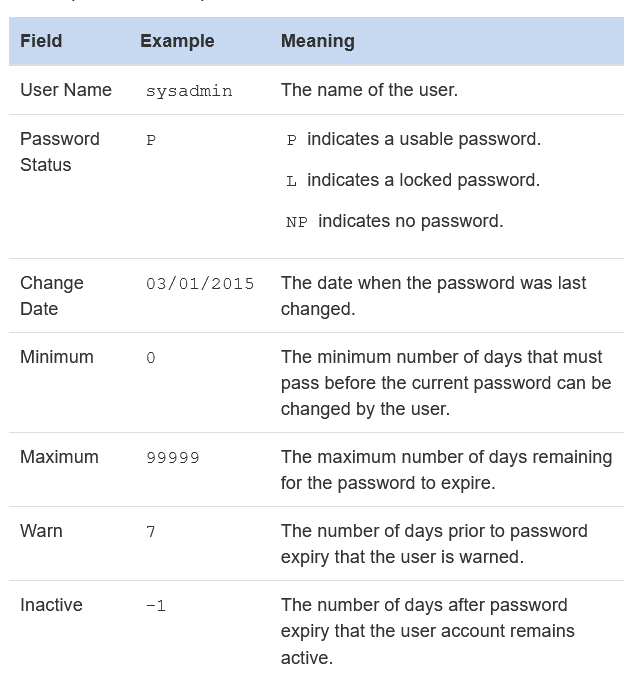 Field Example Meaning
User Name sysadmin The name of the user.
Password Status P P indicates a usable password.
L indicates a locked password.
NP indicates no password.
Change Date 03/01/2015 The date when the password was last
changed.
Minimum 0 The minimum number of days that must
pass before the current password can be
changed by the user.
Maximum 99999 The maximum number of days remaining
for the password to expire.
Warn 7 The number of days prior to password
expiry that the user is warned.
Inactive -1 The number of days after password
expiry that the user account remains
active.